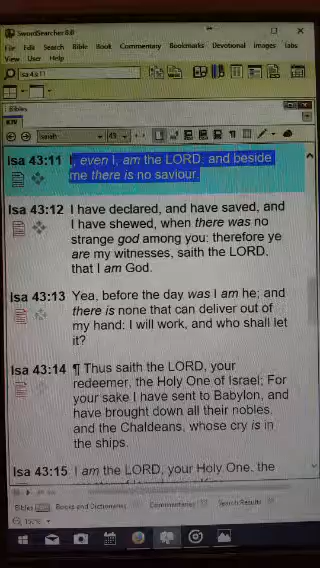 SwordSearcher 8.0
File Edit Search Bible Book Commentary Bookmarks Devotional Images Tabs
View User Help
isa 43:11
Bibles
KJV
Isaiah 43
Isa 43:11 I, even I, am the LORD; and beside
me there is no saviour.
Isa 43:12 I have declared, and have saved, and
I have shewed, when there was no
strange god among you: therefore ye
are my witnesses, saith the LORD,
that I am God.
Isa 43:13 Yea, before the day was I am he; and
there is none that can deliver out of
my hand: I will work, and who shall let
it?
Isa 43:14 ¶ Thus saith the LORD, your
redeemer, the Holy One of Israel; For
your sake I have sent to Babylon, and
have brought down all their nobles,
and the Chaldeans, whose cry is in
the ships.
Isa 43:15 I am the LORD, your Holy One, the
Bibles Books and Dictionaries Commentaries Search Results